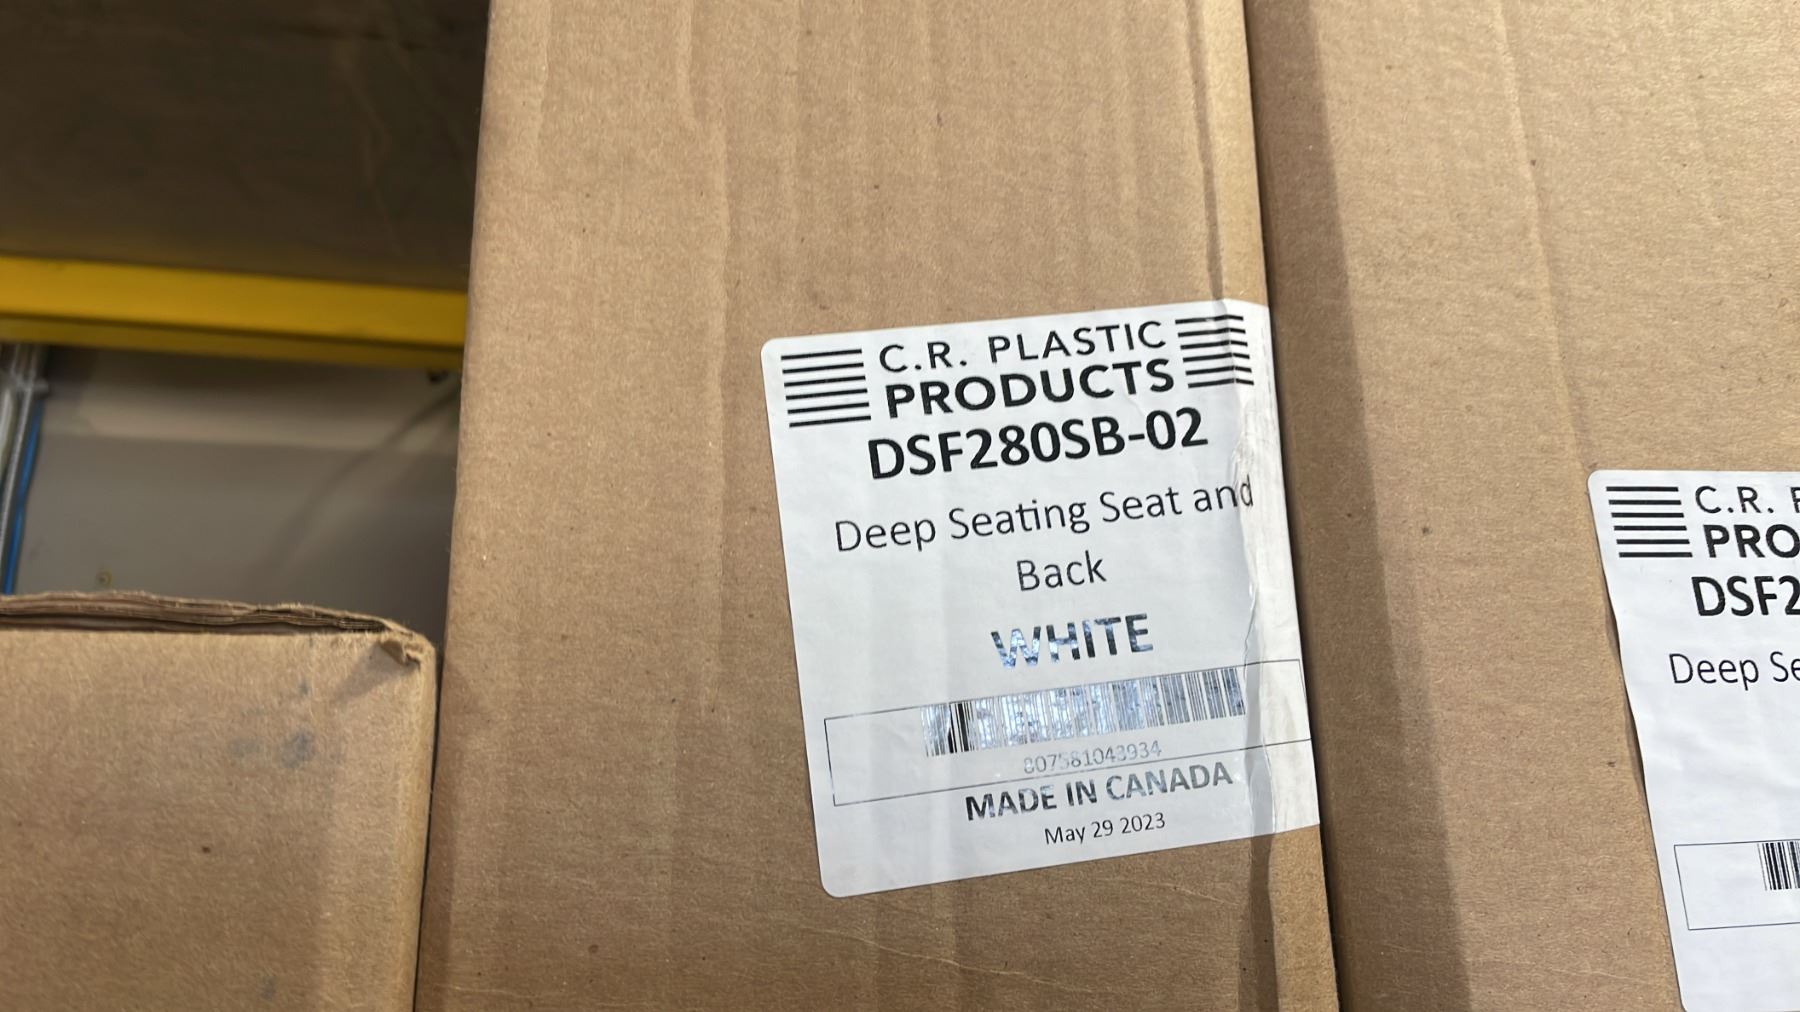 C.R. PLASTIC
PRODUCTS
DSF280SB-02
Deep Seating Seat and
Back
WHITE
807581043934
MADE IN CANADA
May 29 2023
C.R.
PRO
DSF2
Deep Se